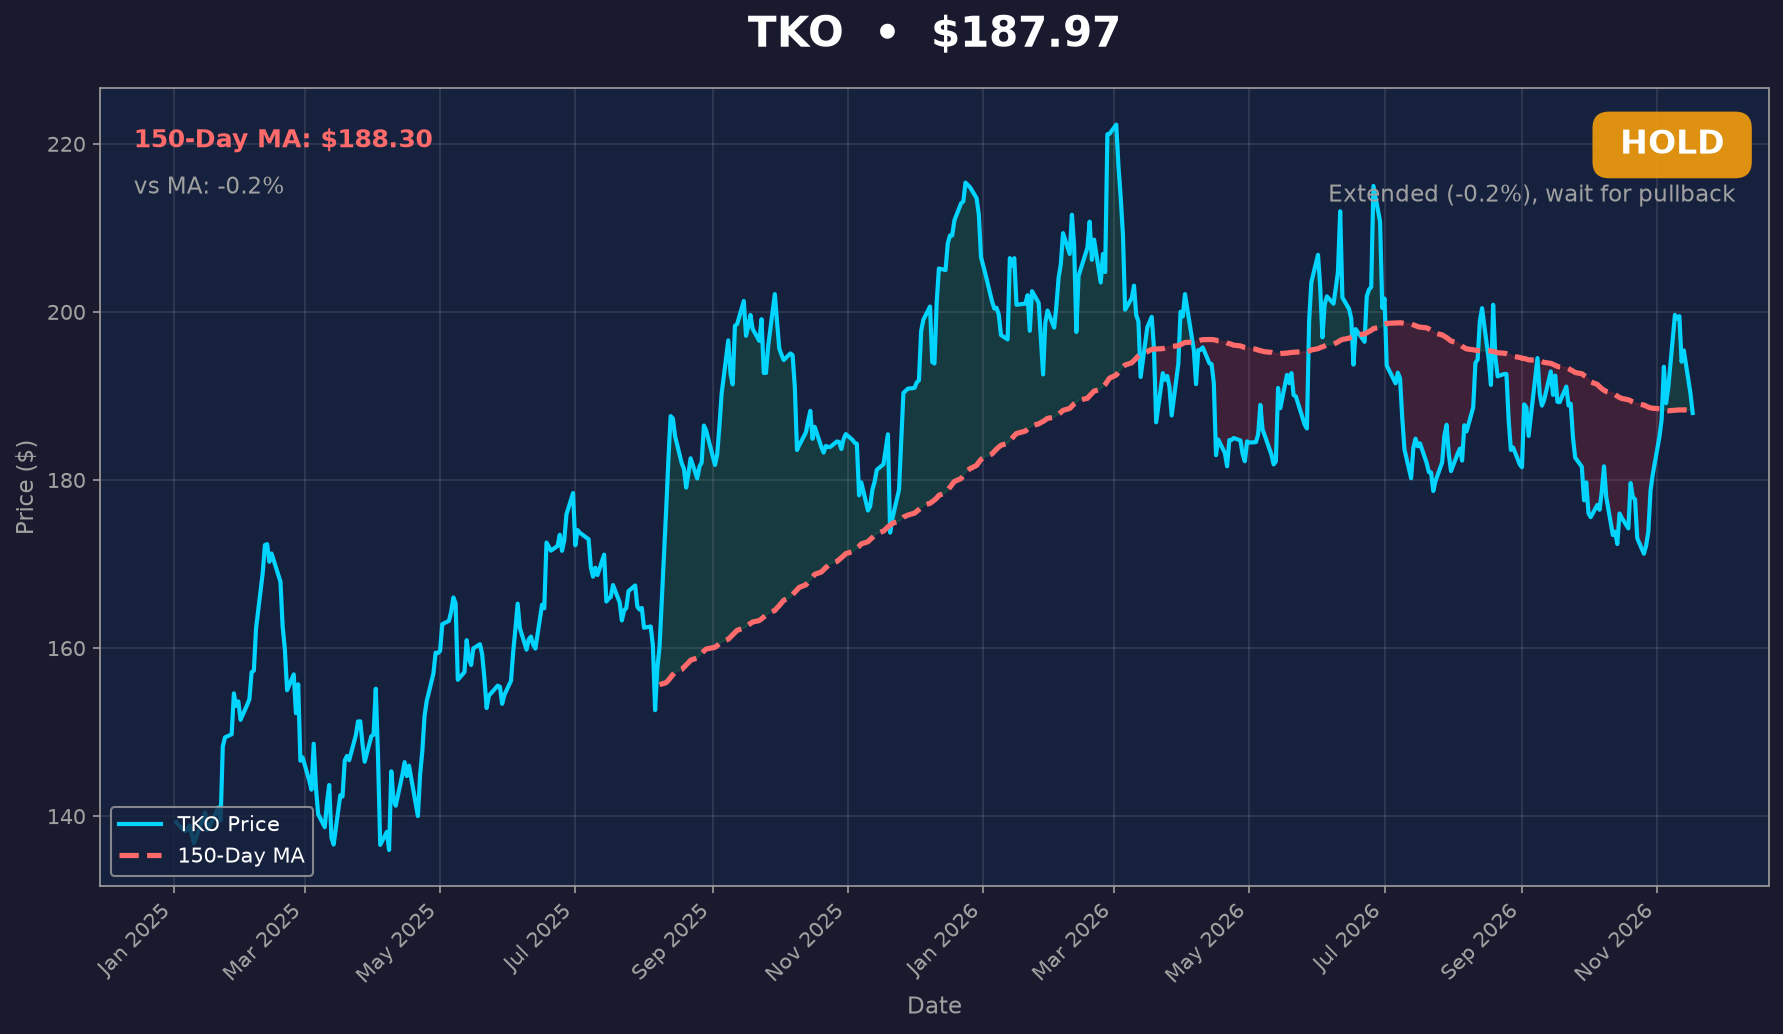 TKO • $187.97
150-Day MA: $188.30
vs MA: -0.2%
HOLD
Extended (-0.2%), wait for pullback
Price ($)
220
200
180
160
140
TKO Price
150-Day MA
Jan 2025
Mar 2025
May 2025
Jul 2025
Sep 2025
Nov 2025
Jan 2026
Mar 2026
May 2026
Jul 2026
Sep 2026
Nov 2026
Date